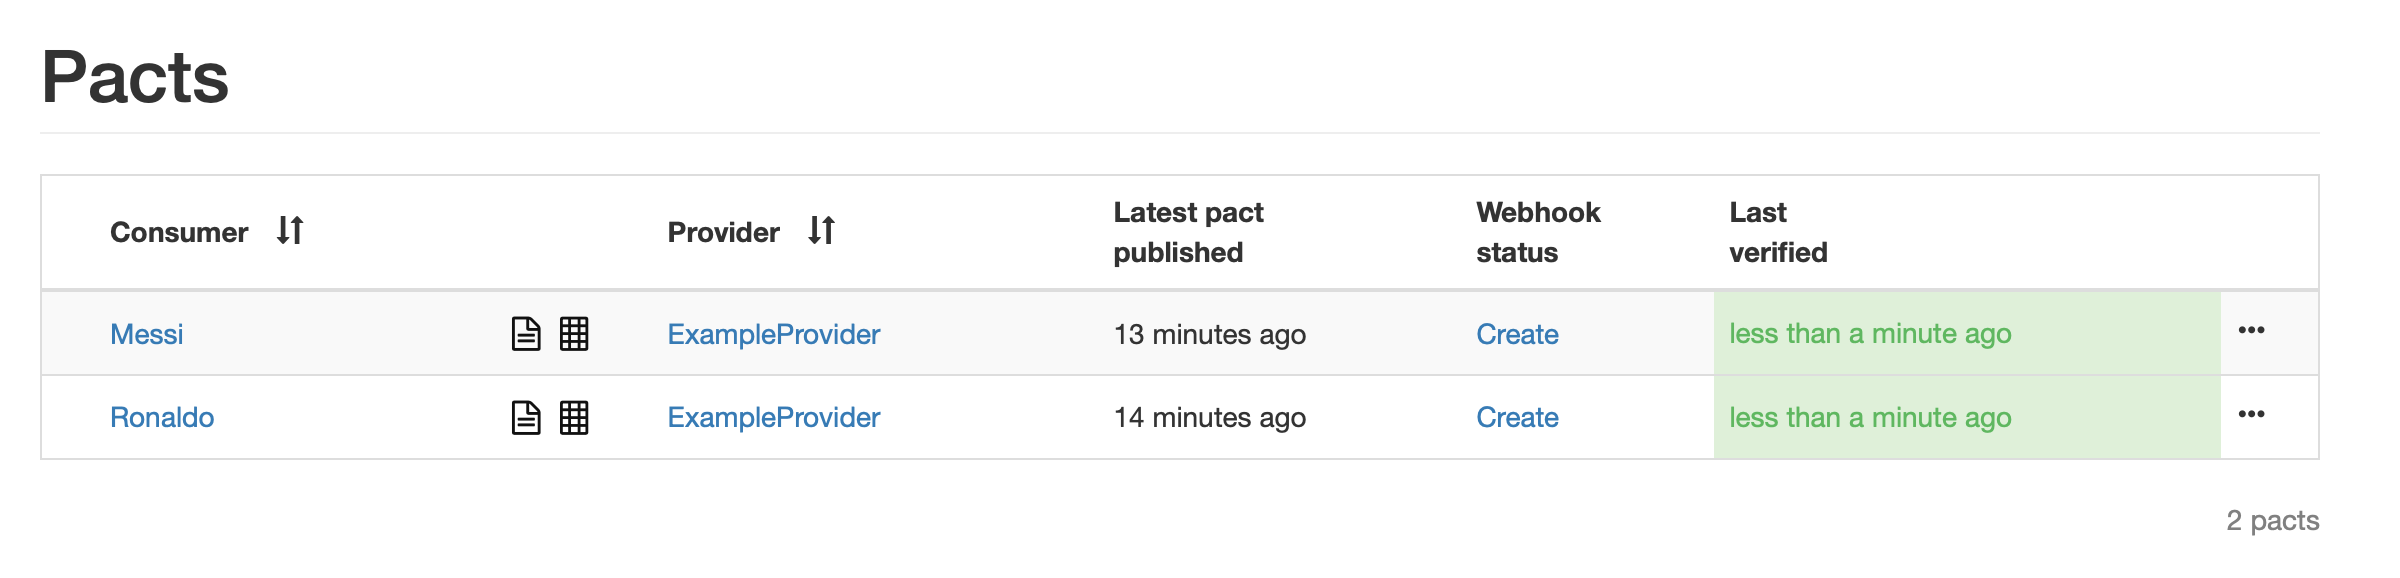 Pacts
Consumer Provider Latest pact published Webhook status Last verified
Messi ExampleProvider 13 minutes ago Create less than a minute ago
Ronaldo ExampleProvider 14 minutes ago Create less than a minute ago
2 pacts